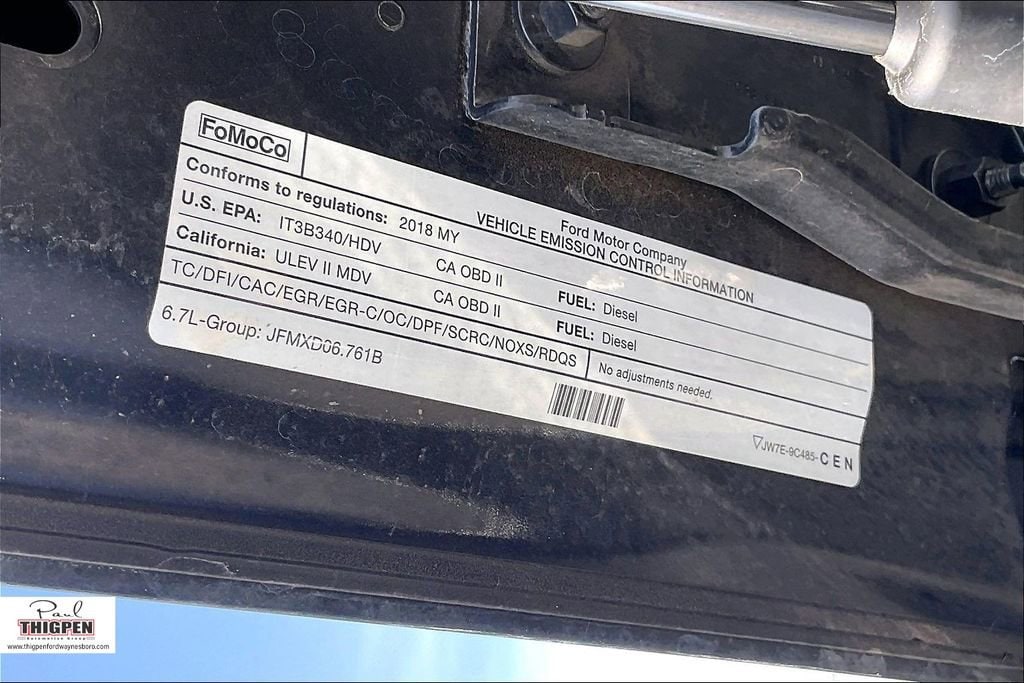 FoMoCo
Ford Motor Company
VEHICLE EMISSION CONTROL INFORMATION
Conforms to regulations: 2018 MY
U.S. EPA: IT3B340/HDV CA OBD II FUEL: Diesel
California: ULEV II MDV CA OBD II FUEL: Diesel
TC/DFI/CAC/EGR/EGR-C/OC/DPF/SCRC/NOXS/RDQS No adjustments needed.
6.7L-Group: JFMXD06.761B
JW7E-9C485-CEN
Paul
THIGPEN
Automotive Group
www.thigpenfordwaynesboro.com